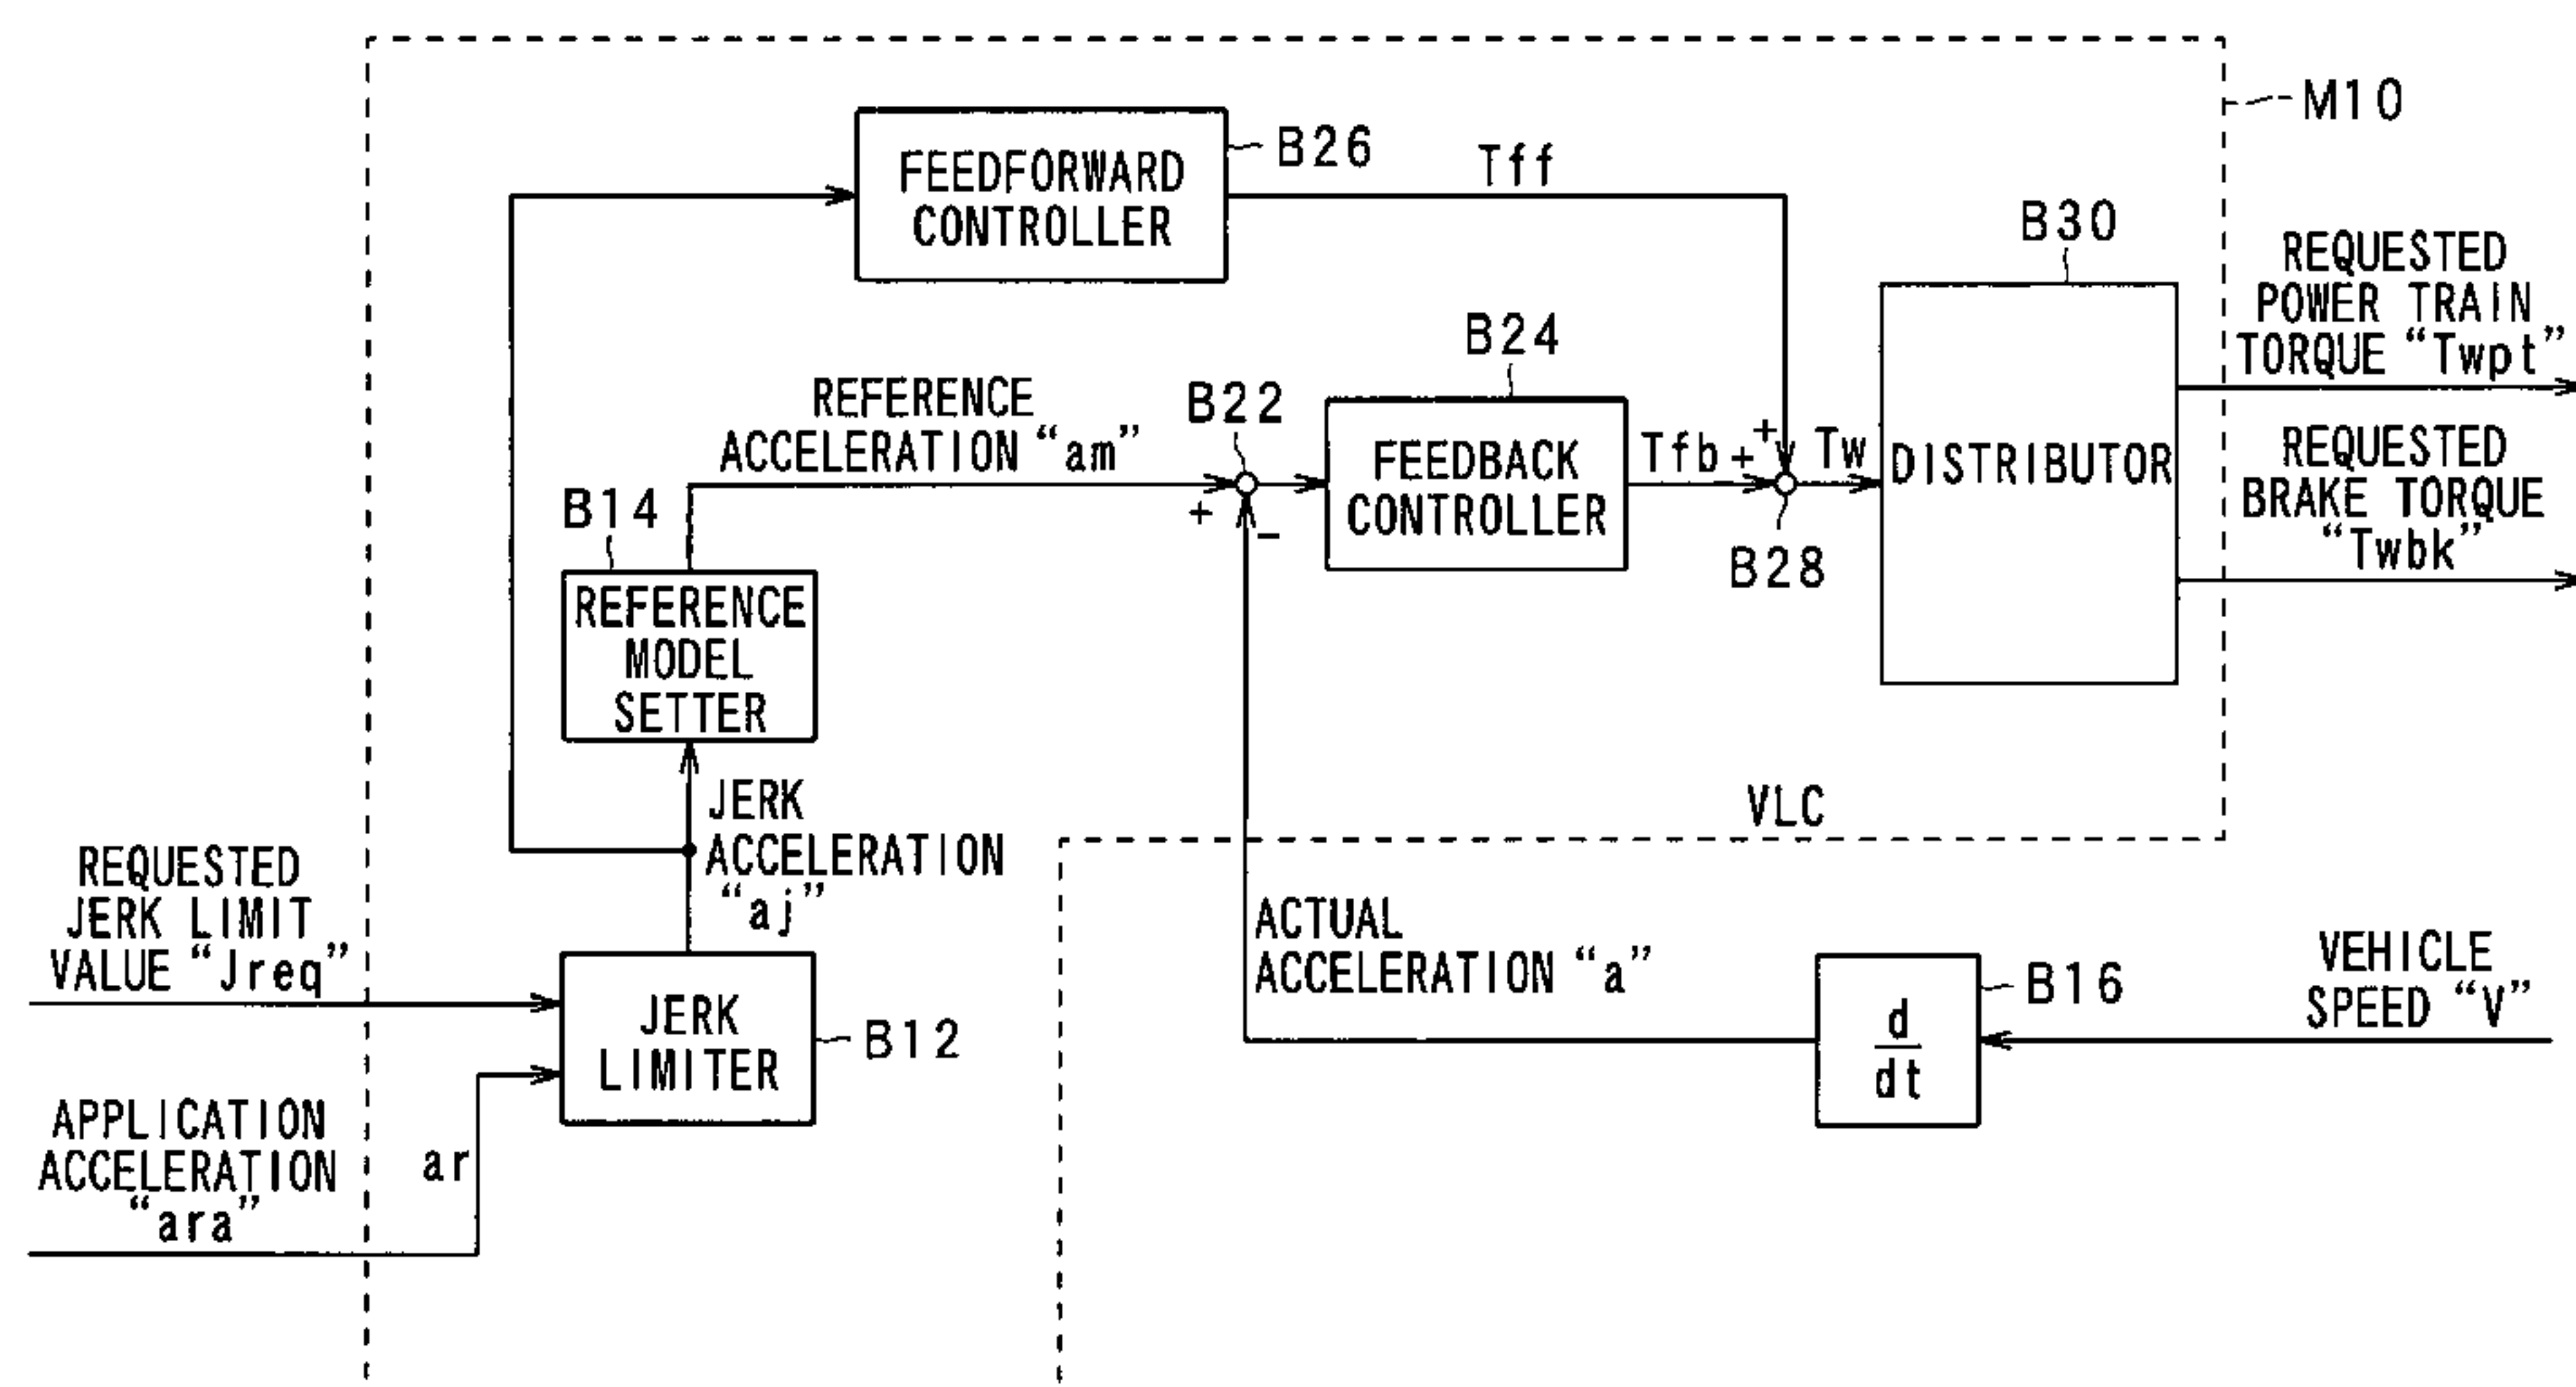 M10
B26
FEEDFORWARD
CONTROLLER
Tff
B30
REQUESTED
POWER TRAIN
TORQUE “Twpt”
B24
REFERENCE
ACCELERATION “am”
B22
+
-
FEEDBACK
CONTROLLER
Tfb
+
+
Tw
B28
DISTRIBUTOR
REQUESTED
BRAKE TORQUE
“Twbk”
B14
REFERENCE
MODEL
SETTER
JERK
ACCELERATION
“aj”
VLC
REQUESTED
JERK LIMIT
VALUE “Jreq”
JERK
LIMITER
B12
ACTUAL
ACCELERATION “a”
d
dt
B16
VEHICLE
SPEED “V”
APPLICATION
ACCELERATION
“ara”
ar